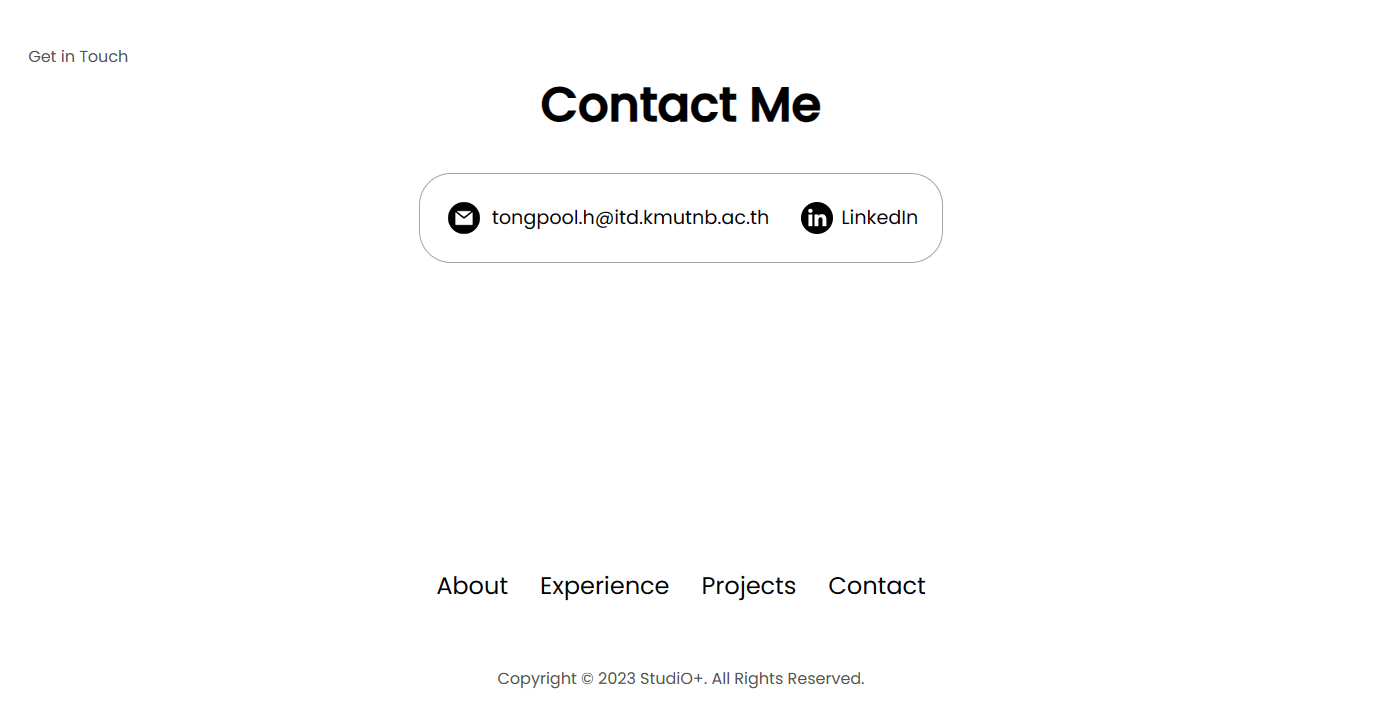 Get in Touch
Contact Me
tongpool.h@itd.kmutnb.ac.th LinkedIn
About Experience Projects Contact
Copyright © 2023 StudiO+. All Rights Reserved.